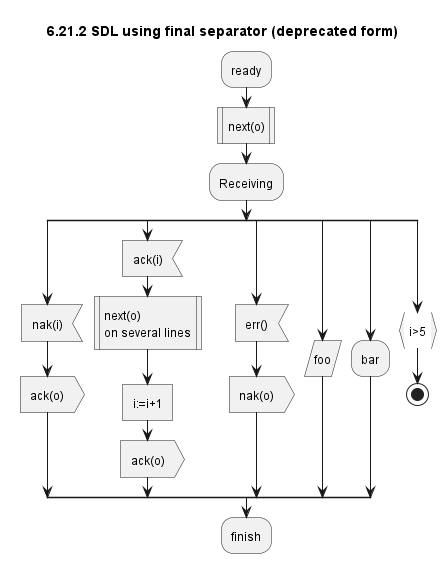 6.21.2 SDL using final separator (deprecated form)
ready
next(o)
Receiving
nak(i)
ack(o)
ack(i)
next(o)
on several lines
i:=i+1
ack(o)
err()
nak(o)
foo
bar
i>5
finish